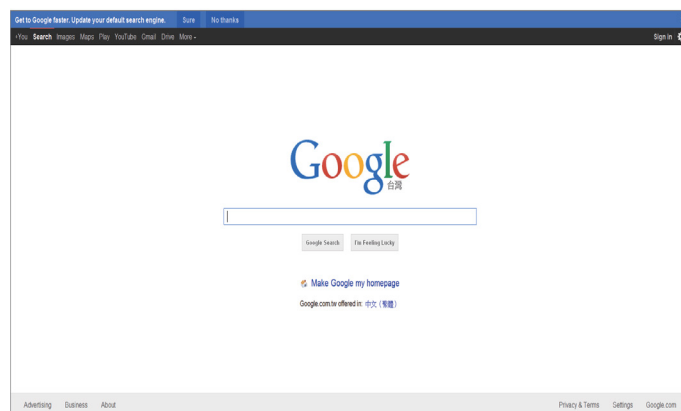 Get to Google faster. Update your default search engine. Sure No thanks
+You Search Images Maps Play YouTube Gmail Drive More Sign in
Google
台灣
Google Search I'm Feeling Lucky
Make Google my homepage
Google.com.tw offered in: 中文（繁體）
Advertising Business About Privacy & Terms Settings Google.com